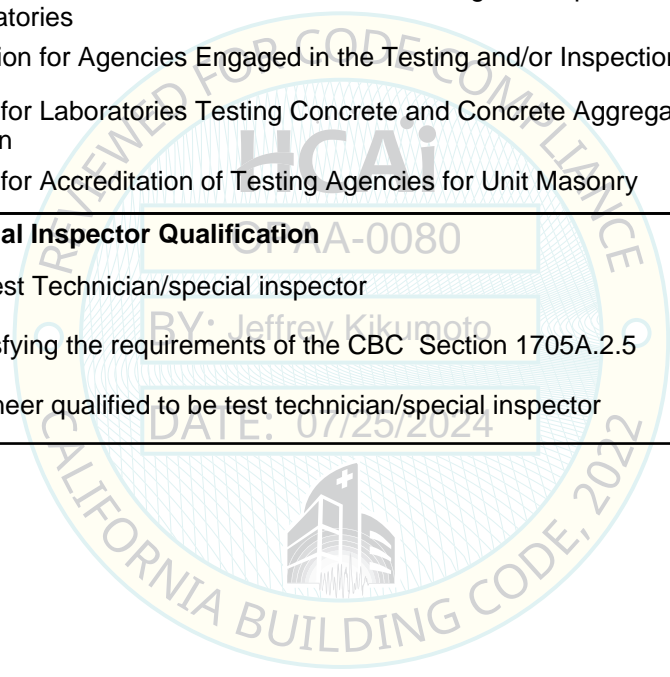 atories
ion for Agencies Engaged in the Testing and/or Inspection
for Laboratories Testing Concrete and Concrete Aggrega
n
for Accreditation of Testing Agencies for Unit Masonry
al Inspector Qualification
est Technician/special inspector
sfying the requirements of the CBC Section 1705A.2.5
neer qualified to be test technician/special inspector
REVIEWED FOR CODE COMPLIANCE
HCAi
OPAA-0080
BY: Jeffrey Kikumoto
DATE: 07/25/2024
CALIFORNIA BUILDING CODE, 2022